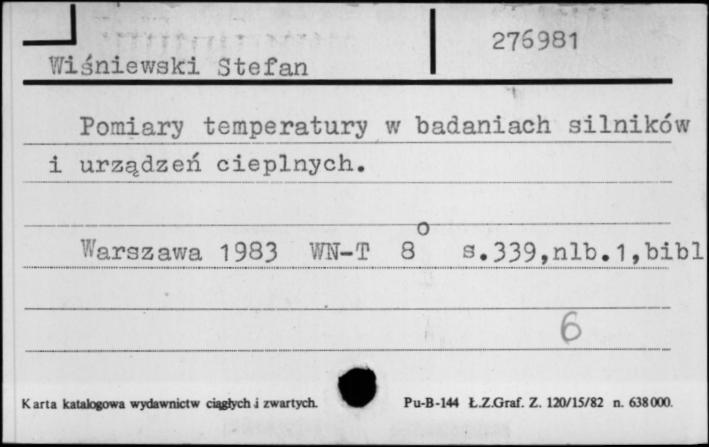 276981
Wiśniewski Stefan
Pomiary temperatury w badaniach silników
i urządzeń cieplnych.
Warszawa 1983 WN-T 8° s.339,nlb.1,bibl
6
Karta katalogowa wydawnictw ciągłych i zwartych. Pu-B-144 Ł.Z.Graf. Z. 120/15/82 n. 638000.